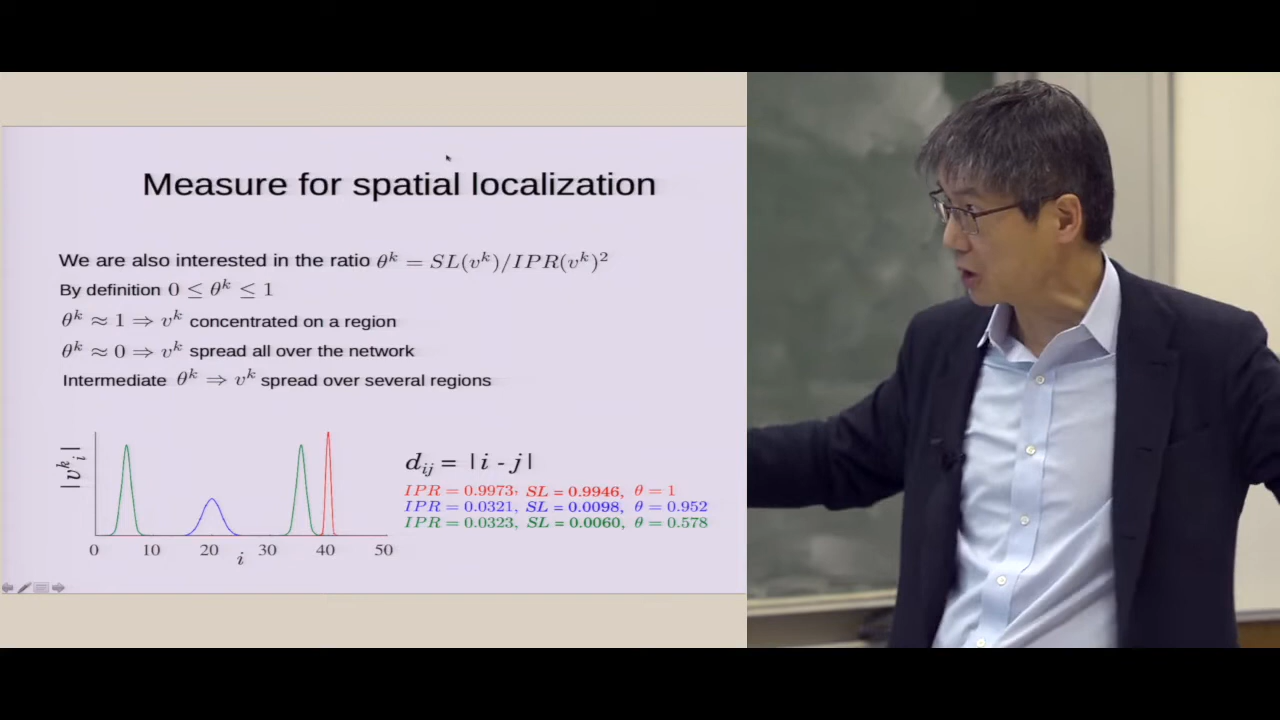 Measure for spatial localization
We are also interested in the ratio θ^k = SL(v^k)/IPR(v^k)^2
By definition 0 ≤ θ^k ≤ 1
θ^k ≈ 1 ⇒ v^k concentrated on a region
θ^k ≈ 0 ⇒ v^k spread all over the network
Intermediate θ^k ⇒ v^k spread over several regions
|v^i_k|
d_ij = |i - j|
IPR = 0.9973, SL = 0.9946, θ = 1
IPR = 0.0321, SL = 0.0098, θ = 0.952
IPR = 0.0323, SL = 0.0060, θ = 0.578
0 10 20 30 40 50
i